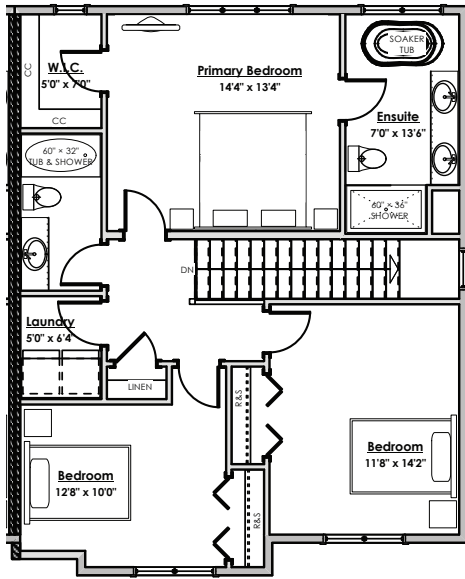 SOAKER
TUB
W.I.C.
5'0" x 7'0"
CC
CC
Primary Bedroom
14'4" x 13'4"
Ensuite
7'0" x 13'6"
60" × 32"
TUB & SHOWER
60" × 36"
SHOWER
DN
Laundry
5'0" x 6'4"
LINEN
R&S
Bedroom
11'8" x 14'2"
Bedroom
12'8" x 10'0"
R&S